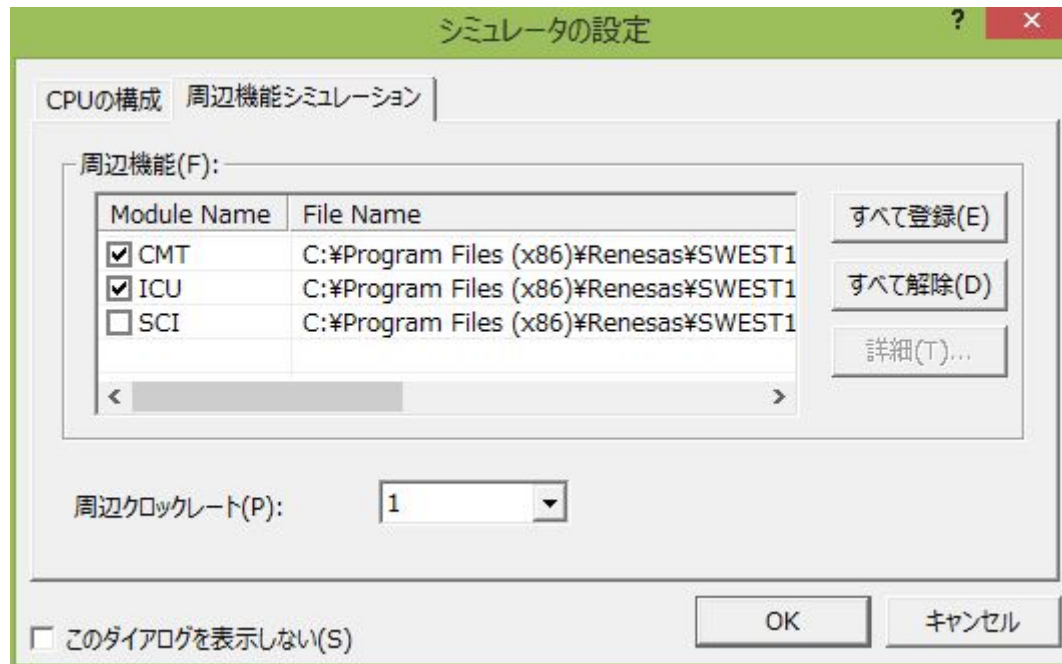 シミュレータの設定
? ×
CPUの構成 周辺機能シミュレーション
周辺機能(F):
Module Name File Name
CMT C:¥Program Files (x86)¥Renesas¥SWEST1
ICU C:¥Program Files (x86)¥Renesas¥SWEST1
SCI C:¥Program Files (x86)¥Renesas¥SWEST1
すべて登録(E)
すべて解除(D)
詳細(T)...
周辺クロックレート(P): 1
このダイアログを表示しない(S)
OK キャンセル